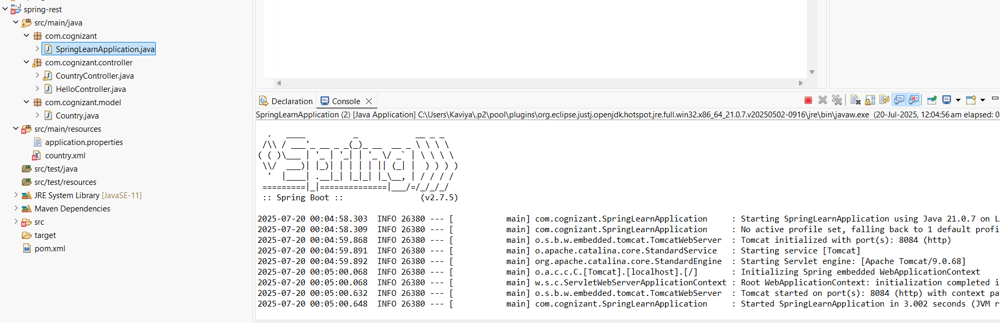 spring-rest
src/main/java
com.cognizant
SpringLearnApplication.java
com.cognizant.controller
CountryController.java
HelloController.java
com.cognizant.model
Country.java
src/main/resources
application.properties
country.xml
src/test/java
src/test/resources
JRE System Library [JavaSE-11]
Maven Dependencies
src
target
pom.xml
Declaration
Console
SpringLearnApplication (2) [Java Application] C:\Users\Kaviya\.p2\pool\plugins\org.eclipse.justj.openjdk.hotspot.jre.full.win32.x86_64_21.0.7.v20250502-0916\jre\bin\javaw.exe (20-Jul-2025, 12:04:56 am elapsed: 0
  .   ____          _            __ _ _
 /\\ / ___'_ __ _ _(_)_ __  __ _ \ \ \ \
( ( )\___ | '_ | '_| | '_ \/ _` | \ \ \ \
 \\/  ___)| |_)| | | | | || (_| |  ) ) ) )
  '  |____| .__|_| |_|_| |_\__, | / / / /
 =========|_|==============|___/=/_/_/_/
 :: Spring Boot ::                (v2.7.5)
2025-07-20 00:04:58.303  INFO 26380 --- [           main] com.cognizant.SpringLearnApplication     : Starting SpringLearnApplication using Java 21.0.7 on L
2025-07-20 00:04:58.309  INFO 26380 --- [           main] com.cognizant.SpringLearnApplication     : No active profile set, falling back to 1 default profi
2025-07-20 00:04:59.868  INFO 26380 --- [           main] o.s.b.w.embedded.tomcat.TomcatWebServer  : Tomcat initialized with port(s): 8084 (http)
2025-07-20 00:04:59.891  INFO 26380 --- [           main] o.apache.catalina.core.StandardService   : Starting service [Tomcat]
2025-07-20 00:04:59.892  INFO 26380 --- [           main] org.apache.catalina.core.StandardEngine  : Starting Servlet engine: [Apache Tomcat/9.0.68]
2025-07-20 00:05:00.068  INFO 26380 --- [           main] o.a.c.c.C.[Tomcat].[localhost].[/]       : Initializing Spring embedded WebApplicationContext
2025-07-20 00:05:00.068  INFO 26380 --- [           main] w.s.c.ServletWebServerApplicationContext : Root WebApplicationContext: initialization completed i
2025-07-20 00:05:00.632  INFO 26380 --- [           main] o.s.b.w.embedded.tomcat.TomcatWebServer  : Tomcat started on port(s): 8084 (http) with context pa
2025-07-20 00:05:00.648  INFO 26380 --- [           main] com.cognizant.SpringLearnApplication     : Started SpringLearnApplication in 3.002 seconds (JVM r